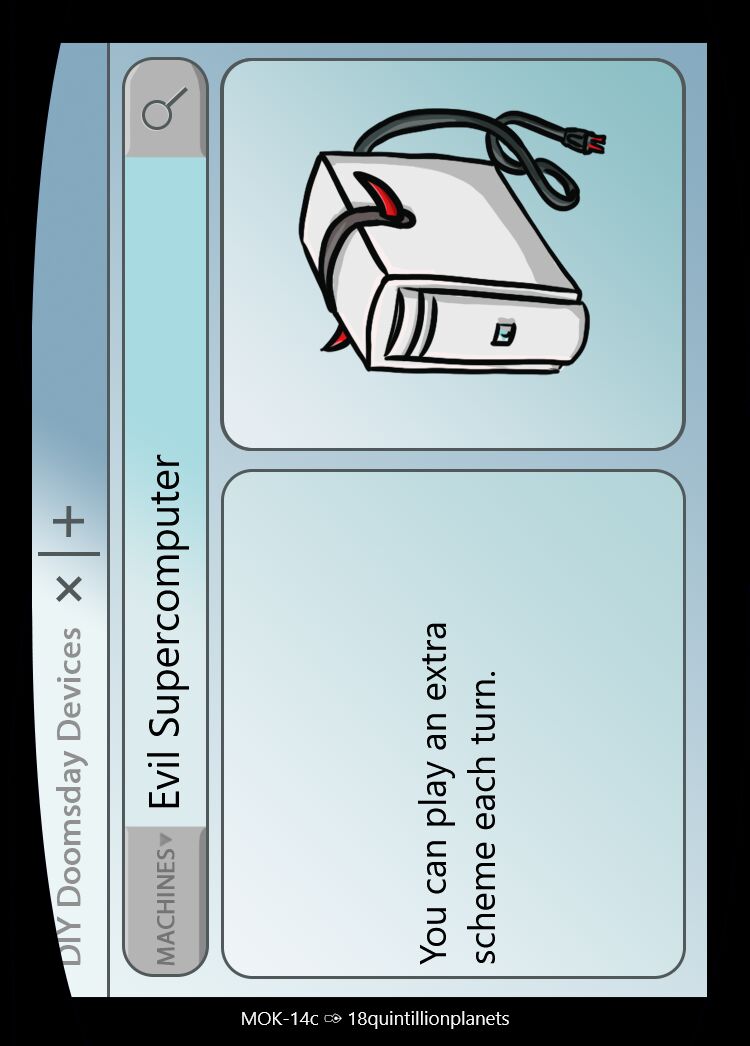 DIY Doomsday Devices
MACHINES
Evil Supercomputer
You can play an extra
scheme each turn.
MOK-14c ✑ 18quintillionplanets